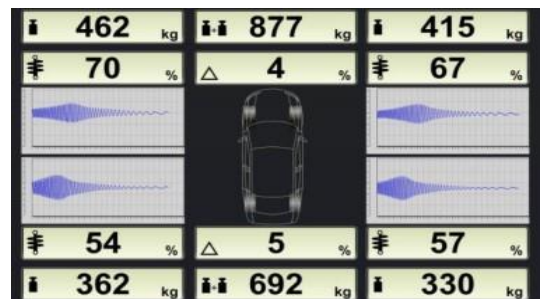 462 kg 877 kg 415 kg
70 % 4 % 67 %
54 % 5 % 57 %
362 kg 692 kg 330 kg